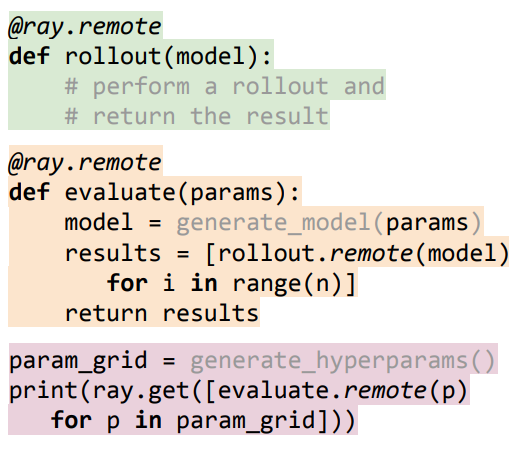 @ray.remote
def rollout(model):
    # perform a rollout and
    # return the result
@ray.remote
def evaluate(params):
    model = generate_model(params)
    results = [rollout.remote(model)
       for i in range(n)]
    return results
param_grid = generate_hyperparams()
print(ray.get([evaluate.remote(p)
   for p in param_grid]))